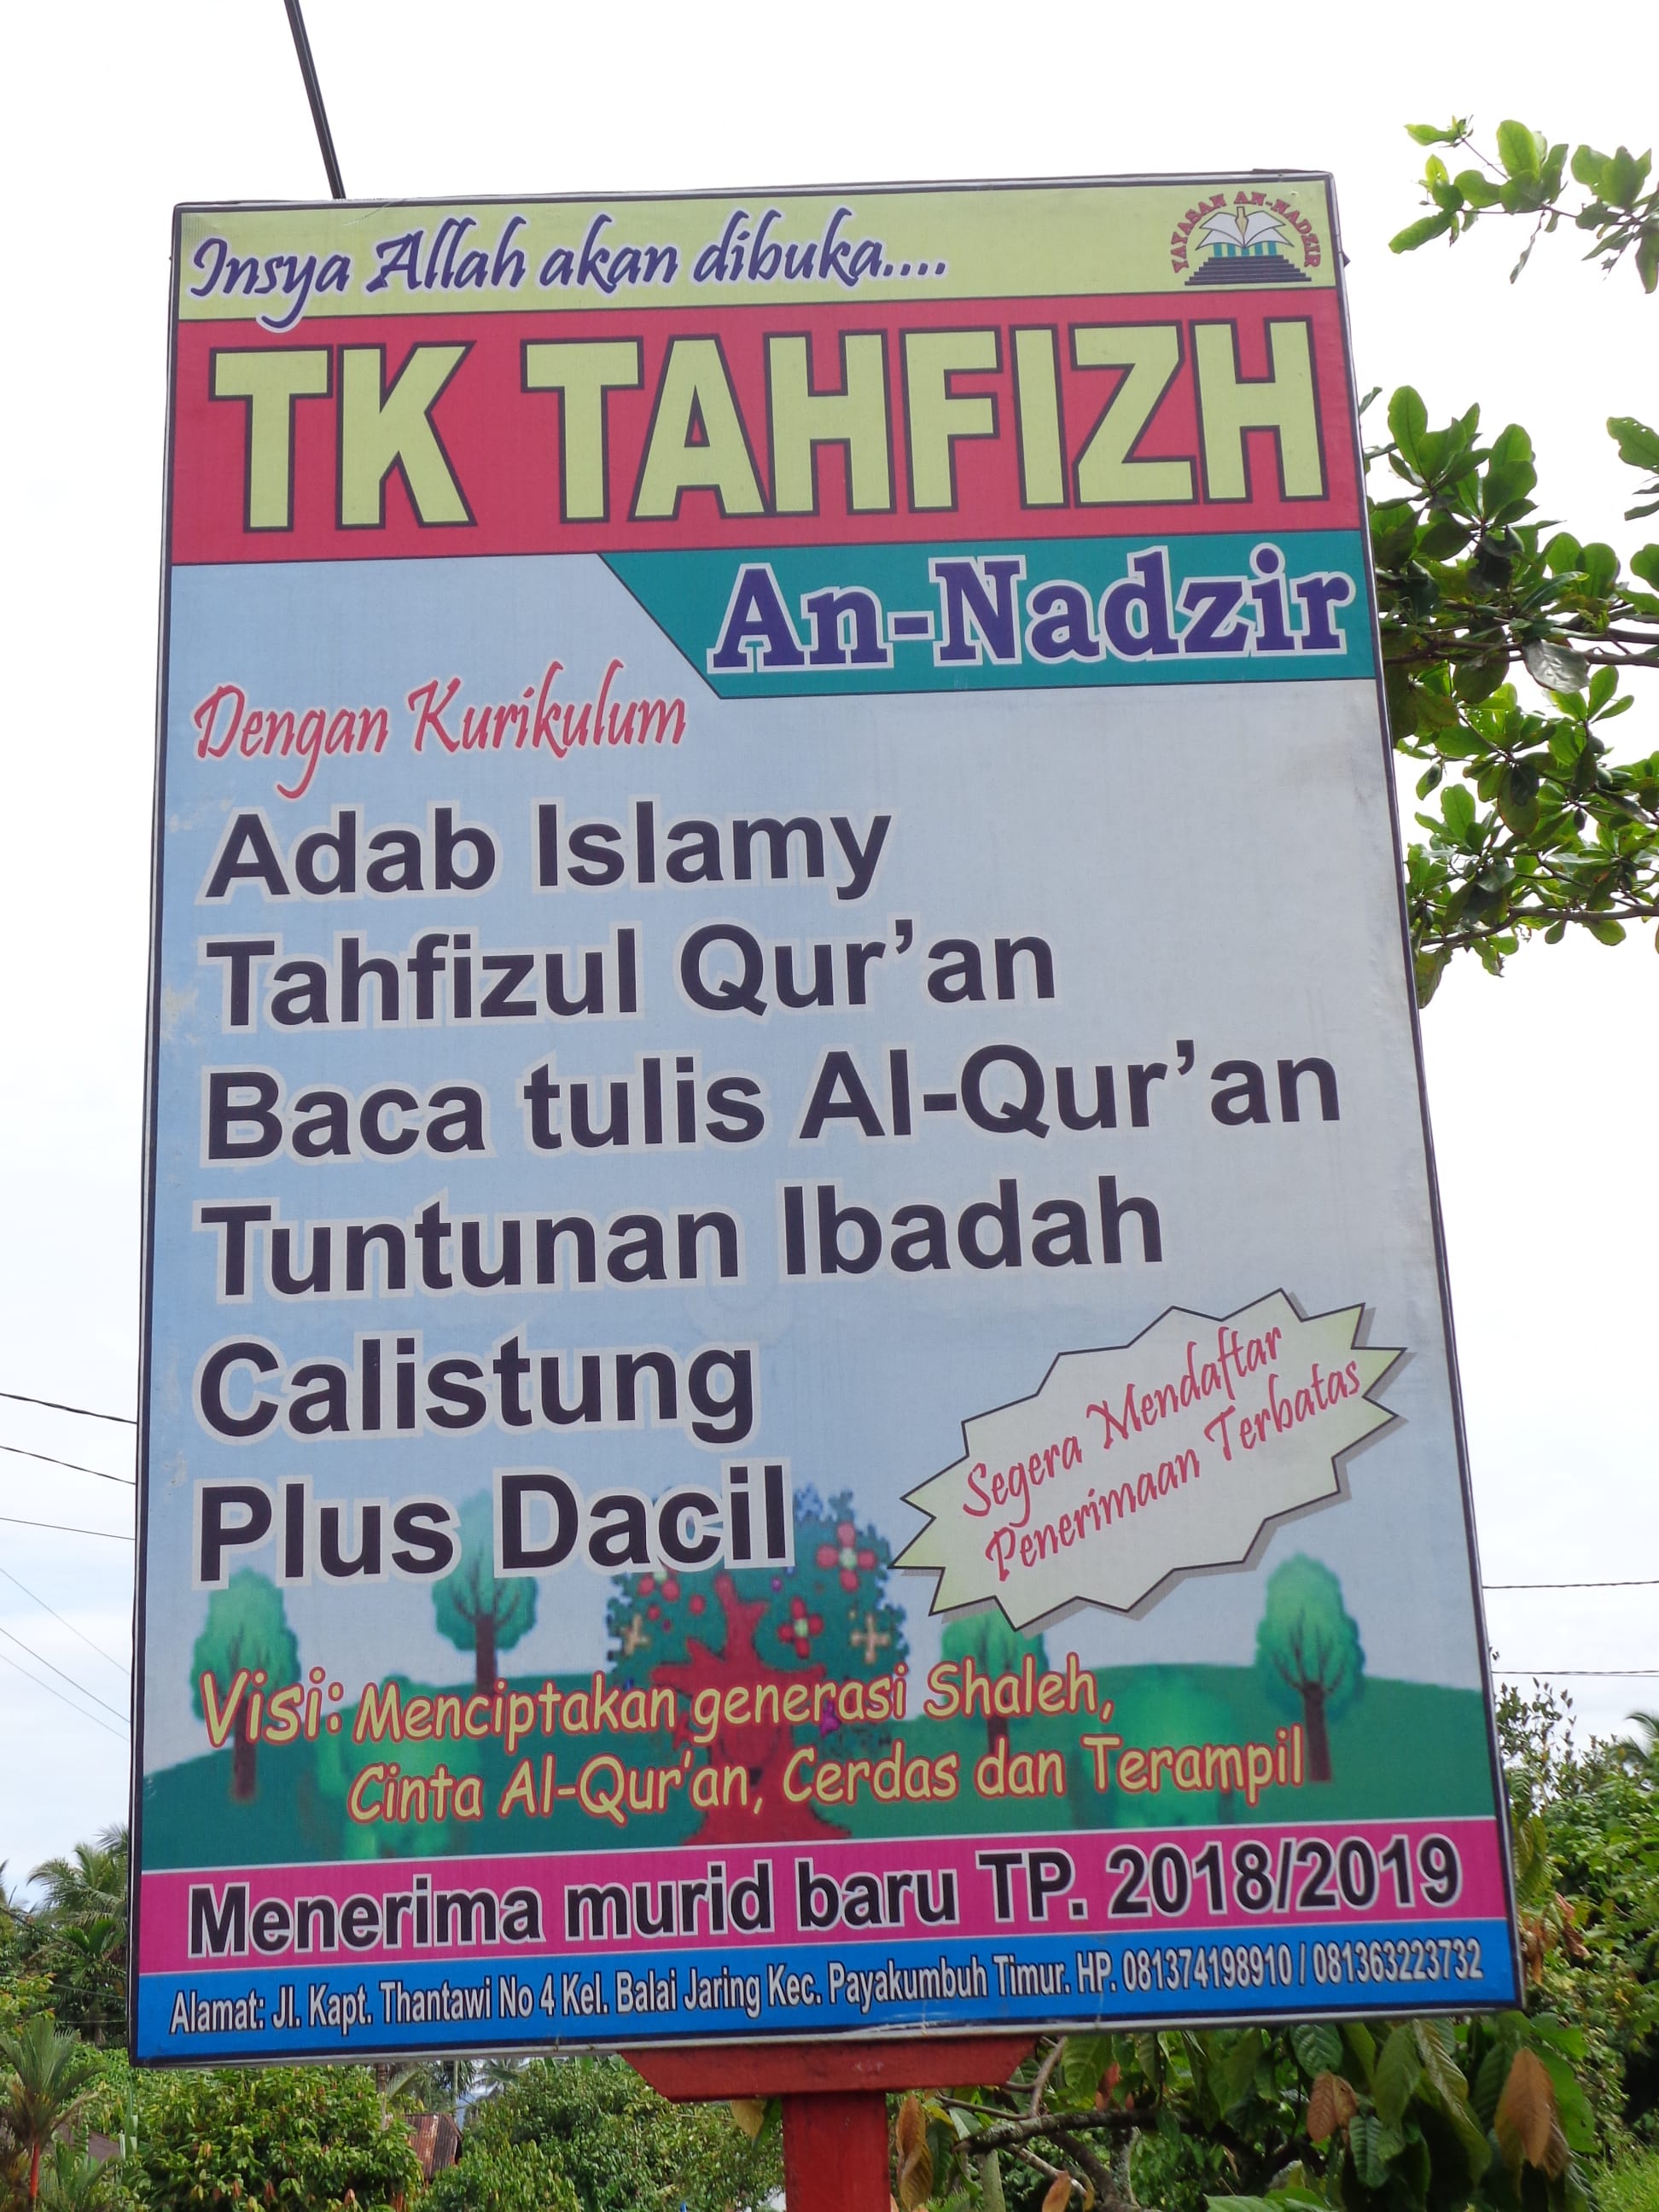 Insya Allah akan dibuka....
YAYASAN AN-NADZIR
TK TAHFIZH
An-Nadzir
Dengan Kurikulum
Adab Islamy
Tahfizul Qur'an
Baca tulis Al-Qur'an
Tuntunan Ibadah
Calistung
Plus Dacil
Segera Mendaftar
Penerimaan Terbatas
Visi: Menciptakan generasi Shaleh,
Cinta Al-Qur'an, Cerdas dan Terampil
Menerima murid baru TP. 2018/2019
Alamat: Jl. Kapt. Thantawi No 4 Kel. Balai Jaring Kec. Payakumbuh Timur. HP. 081374198910 / 081363223732